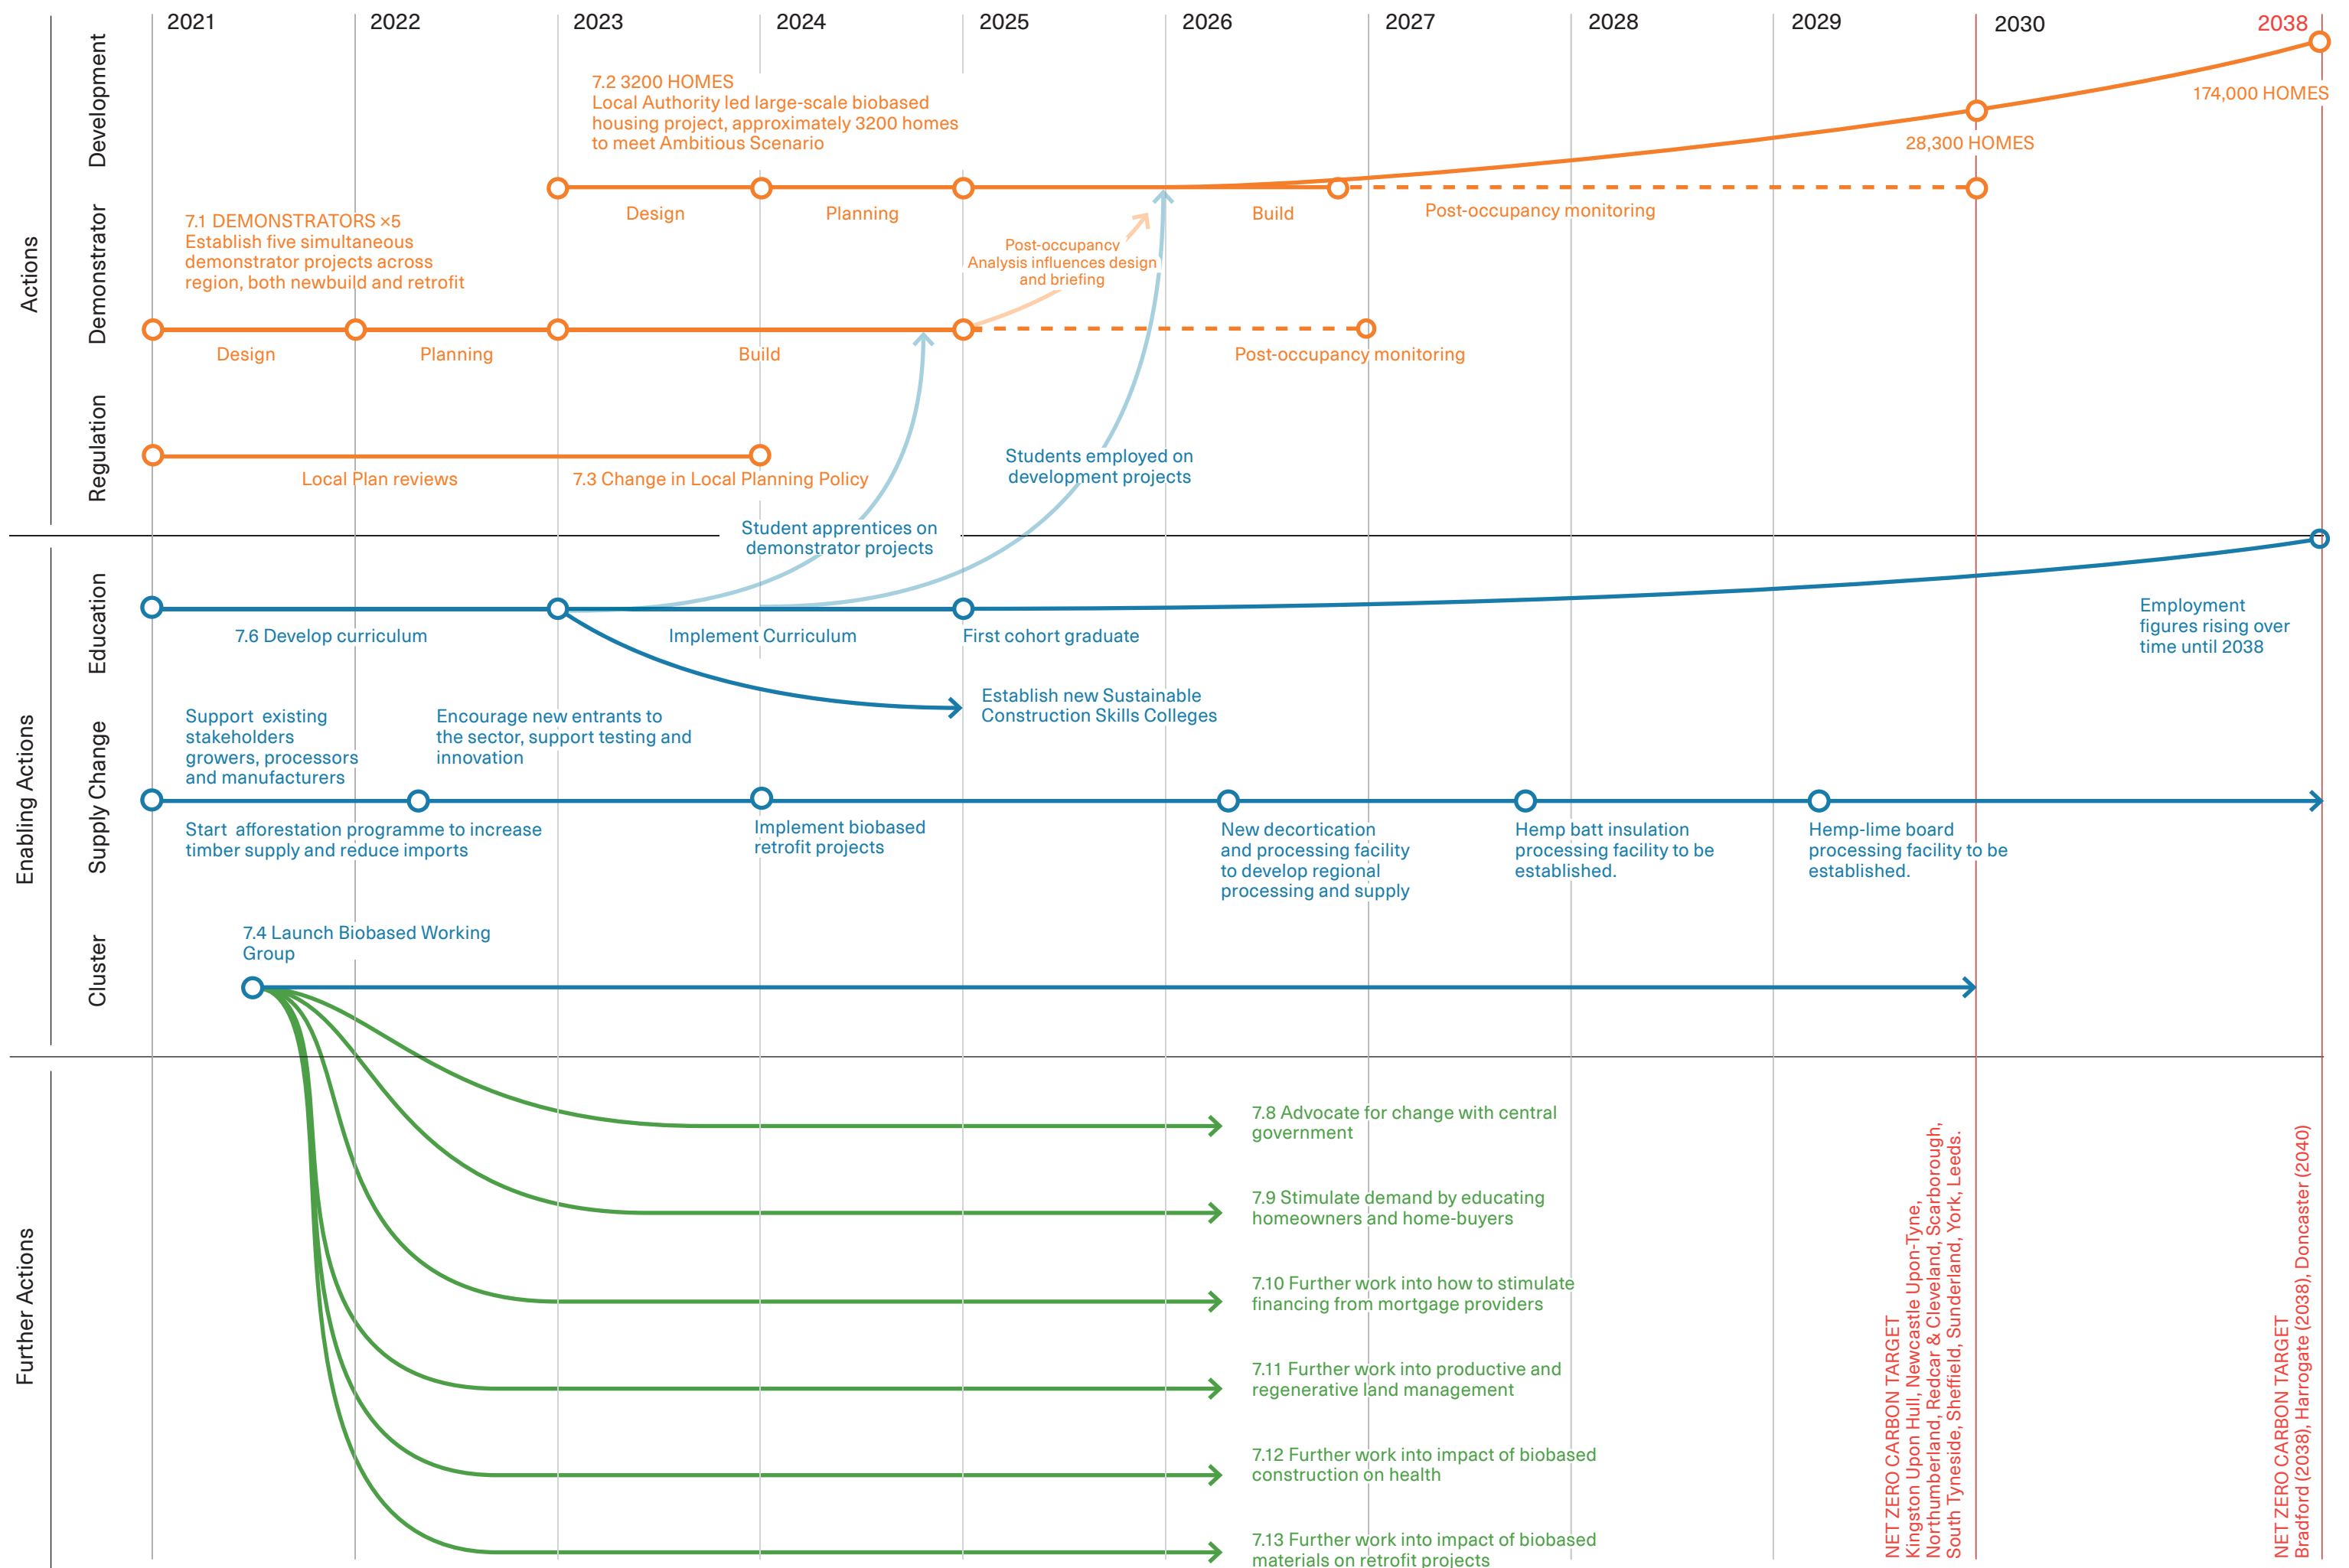 2021 2022 2023 2024 2025 2026 2027 2028 2029 2030 2038
Actions
Development
7.2 3200 HOMES
Local Authority led large-scale biobased
housing project, approximately 3200 homes
to meet Ambitious Scenario
174,000 HOMES
28,300 HOMES
Design
Planning
Build
Post-occupancy monitoring
Demonstrator
7.1 DEMONSTRATORS ×5
Establish five simultaneous
demonstrator projects across
region, both newbuild and retrofit
Post-occupancy
Analysis influences design
and briefing
Design
Planning
Build
Post-occupancy monitoring
Regulation
Local Plan reviews
7.3 Change in Local Planning Policy
Students employed on
development projects
Student apprentices on
demonstrator projects
Enabling Actions
Education
7.6 Develop curriculum
Implement Curriculum
First cohort graduate
Employment
figures rising over
time until 2038
Establish new Sustainable
Construction Skills Colleges
Supply Change
Support existing
stakeholders
growers, processors
and manufacturers
Encourage new entrants to
the sector, support testing and
innovation
Start afforestation programme to increase
timber supply and reduce imports
Implement biobased
retrofit projects
New decortication
and processing facility
to develop regional
processing and supply
Hemp batt insulation
processing facility to be
established.
Hemp-lime board
processing facility to be
established.
Cluster
7.4 Launch Biobased Working
Group
Further Actions
7.8 Advocate for change with central
government
7.9 Stimulate demand by educating
homeowners and home-buyers
7.10 Further work into how to stimulate
financing from mortgage providers
7.11 Further work into productive and
regenerative land management
7.12 Further work into impact of biobased
construction on health
7.13 Further work into impact of biobased
materials on retrofit projects
NET ZERO CARBON TARGET
Kingston Upon Hull, Newcastle Upon-Tyne,
Northumberland, Redcar & Cleveland, Scarborough,
South Tyneside, Sheffield, Sunderland, York, Leeds.
NET ZERO CARBON TARGET
Bradford (2038), Harrogate (2038), Doncaster (2040)